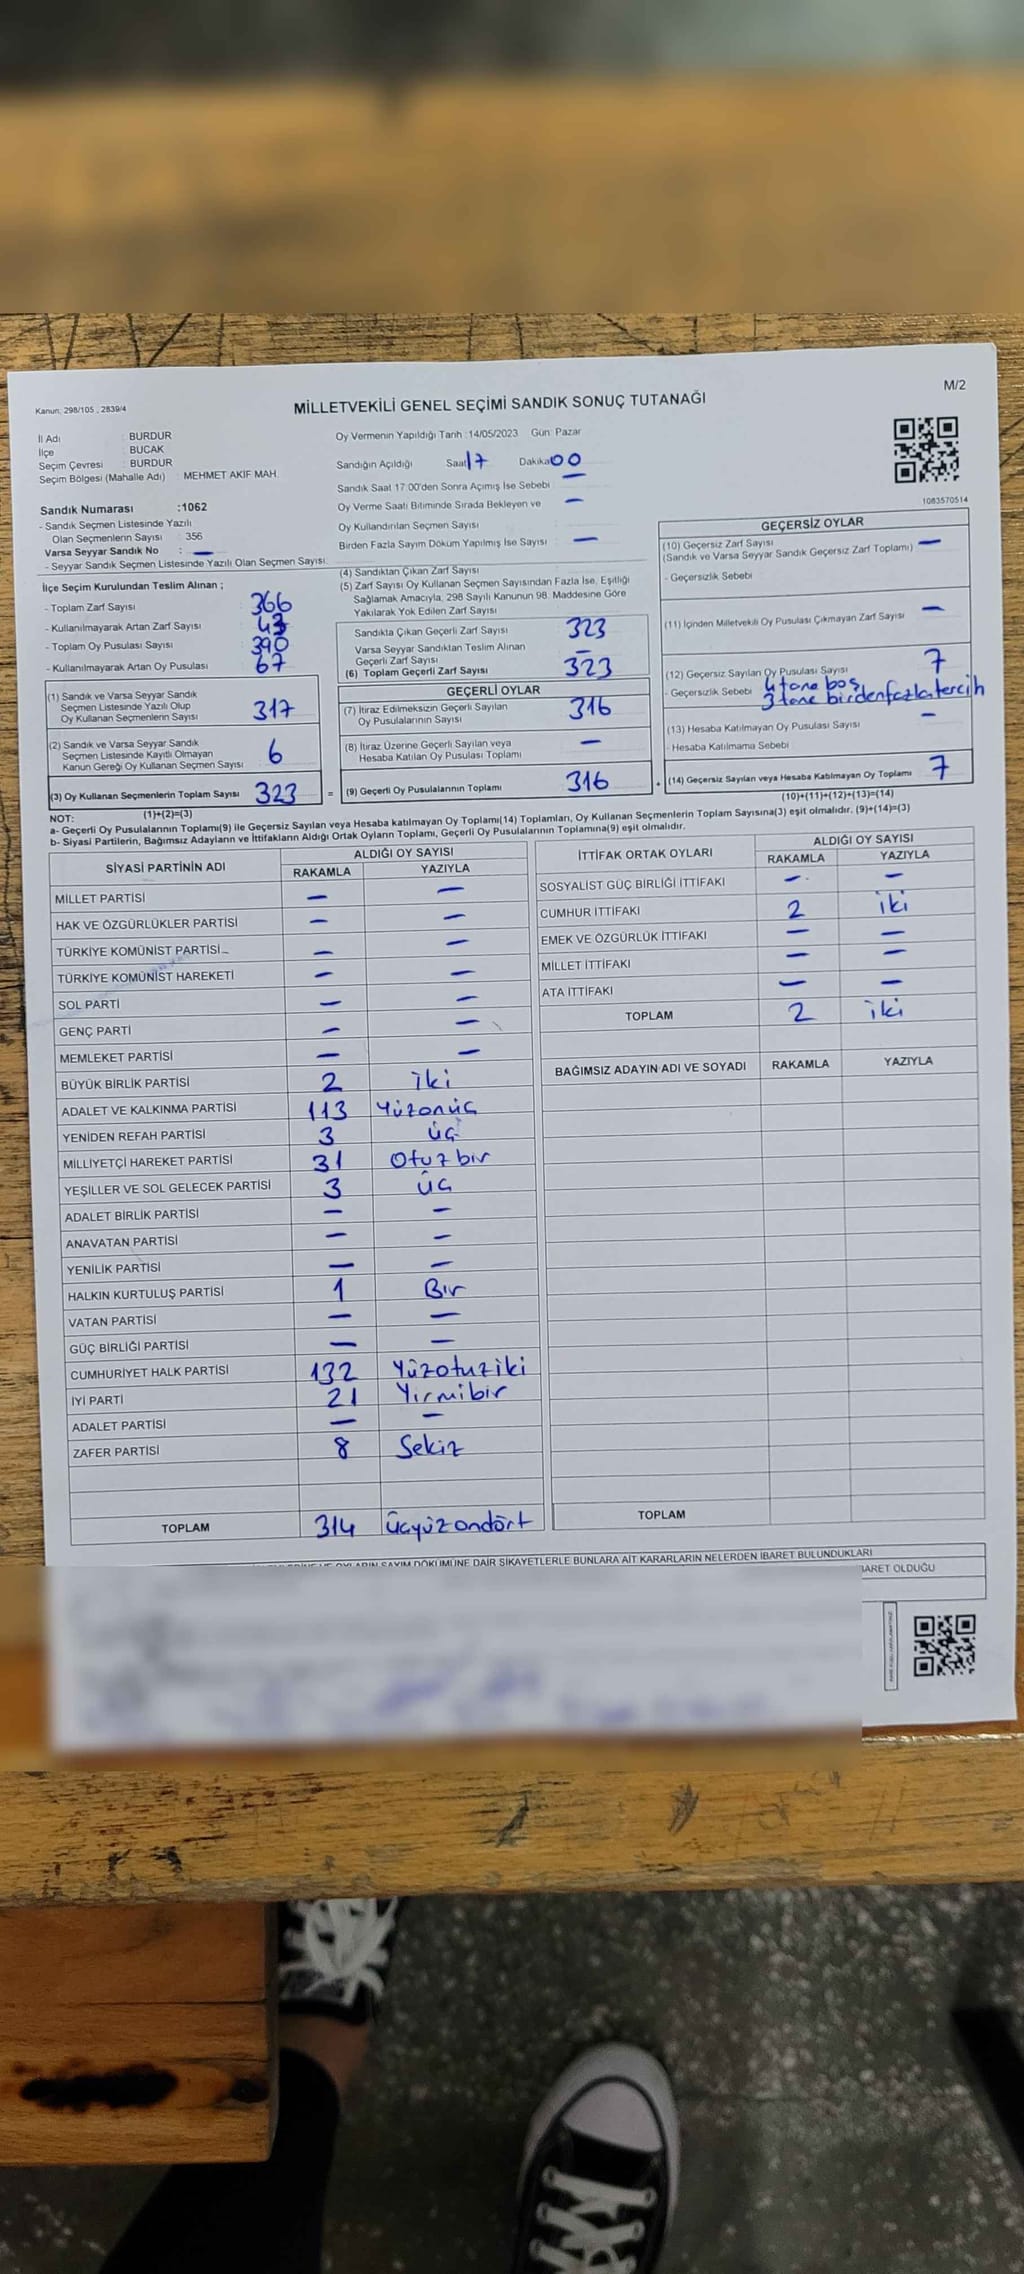 M/2
Kanun; 298/105 , 2839/4
MİLLETVEKİLİ GENEL SEÇİMİ SANDIK SONUÇ TUTANAĞI
İl Adı : BURDUR
İlçe : BUCAK
Seçim Çevresi : BURDUR
Seçim Bölgesi (Mahalle Adı) : MEHMET AKİF MAH.
Oy Vermenin Yapıldığı Tarih :14/05/2023 Gün: Pazar
Sandığın Açıldığı Saat 17 Dakika 00
Sandık Saat 17:00'den Sonra Açımış İse Sebebi : —
Oy Verme Saati Bitiminde Sırada Bekleyen ve —
Oy Kullandırılan Seçmen Sayısı :
Birden Fazla Sayım Döküm Yapılmış İse Sayısı : —
1083570514
Sandık Numarası :1062
- Sandık Seçmen Listesinde Yazılı
Olan Seçmenlerin Sayısı : 356
Varsa Seyyar Sandık No : —
- Seyyar Sandık Seçmen Listesinde Yazılı Olan Seçmen Sayısı:
İlçe Seçim Kurulundan Teslim Alınan ;
- Toplam Zarf Sayısı 366
- Kullanılmayarak Artan Zarf Sayısı 43
- Toplam Oy Pusulası Sayısı 390
- Kullanılmayarak Artan Oy Pusulası 67
(1) Sandık ve Varsa Seyyar Sandık
Seçmen Listesinde Yazılı Olup
Oy Kullanan Seçmenlerin Sayısı : 317
(2) Sandık ve Varsa Seyyar Sandık
Seçmen Listesinde Kayıtlı Olmayan
Kanun Gereği Oy Kullanan Seçmen Sayısı : 6
(3) Oy Kullanan Seçmenlerin Toplam Sayısı 323
(1)+(2)=(3)
(4) Sandıktan Çıkan Zarf Sayısı
(5) Zarf Sayısı Oy Kullanan Seçmen Sayısından Fazla İse, Eşitliği
Sağlamak Amacıyla, 298 Sayılı Kanunun 98. Maddesine Göre
Yakılarak Yok Edilen Zarf Sayısı
Sandıkta Çıkan Geçerli Zarf Sayısı 323
Varsa Seyyar Sandıktan Teslim Alınan
Geçerli Zarf Sayısı —
(6) Toplam Geçerli Zarf Sayısı 323
GEÇERLİ OYLAR
(7) İtiraz Edilmeksizin Geçerli Sayılan
Oy Pusulalarının Sayısı 316
(8) İtiraz Üzerine Geçerli Sayılan veya
Hesaba Katılan Oy Pusulası Toplamı —
= (9) Geçerli Oy Pusulalarının Toplamı 316
GEÇERSİZ OYLAR
(10) Geçersiz Zarf Sayısı
(Sandık ve Varsa Seyyar Sandık Geçersiz Zarf Toplamı) —
- Geçersizlik Sebebi :
(11) İçinden Milletvekili Oy Pusulası Çıkmayan Zarf Sayısı —
(12) Geçersiz Sayılan Oy Pusulası Sayısı 7
- Geçersizlik Sebebi : 4 tane boş
3 tane birden fazla tercih
(13) Hesaba Katılmayan Oy Pusulası Sayısı —
- Hesaba Katılmama Sebebi :
+ (14) Geçersiz Sayılan veya Hesaba Katılmayan Oy Toplamı 7
(10)+(11)+(12)+(13)=(14)
NOT:
a- Geçerli Oy Pusulalarının Toplamı(9) ile Geçersiz Sayılan veya Hesaba katılmayan Oy Toplamı(14) Toplamları, Oy Kullanan Seçmenlerin Toplam Sayısına(3) eşit olmalıdır. (9)+(14)=(3)
b- Siyasi Partilerin, Bağımsız Adayların ve İttifakların Aldığı Ortak Oyların Toplamı, Geçerli Oy Pusulalarının Toplamına(9) eşit olmalıdır.
SİYASİ PARTİNİN ADI ALDIĞI OY SAYISI
RAKAMLA YAZIYLA
MİLLET PARTİSİ — —
HAK VE ÖZGÜRLÜKLER PARTİSİ — —
TÜRKİYE KOMÜNİST PARTİSİ — —
TÜRKİYE KOMÜNİST HAREKETİ — —
SOL PARTİ — —
GENÇ PARTİ — —
MEMLEKET PARTİSİ — —
BÜYÜK BİRLİK PARTİSİ 2 iki
ADALET VE KALKINMA PARTİSİ 113 Yüzonüç
YENİDEN REFAH PARTİSİ 3 üç
MİLLİYETÇİ HAREKET PARTİSİ 31 Otuzbir
YEŞİLLER VE SOL GELECEK PARTİSİ 3 üç
ADALET BİRLİK PARTİSİ — —
ANAVATAN PARTİSİ — —
YENİLİK PARTİSİ — —
HALKIN KURTULUŞ PARTİSİ 1 Bir
VATAN PARTİSİ — —
GÜÇ BİRLİĞİ PARTİSİ — —
CUMHURİYET HALK PARTİSİ 132 Yüzotuziki
İYİ PARTİ 21 Yirmibir
ADALET PARTİSİ — —
ZAFER PARTİSİ 8 Sekiz
TOPLAM 314 Üçyüzondört
İTTİFAK ORTAK OYLARI ALDIĞI OY SAYISI
RAKAMLA YAZIYLA
SOSYALİST GÜÇ BİRLİĞİ İTTİFAKI — —
CUMHUR İTTİFAKI 2 iki
EMEK VE ÖZGÜRLÜK İTTİFAKI — —
MİLLET İTTİFAKI — —
ATA İTTİFAKI — —
TOPLAM 2 iki
BAĞIMSIZ ADAYIN ADI VE SOYADI RAKAMLA YAZIYLA
TOPLAM
OYLARIN SAYIM DÖKÜMÜNE DAİR ŞİKAYETLERLE BUNLARA AİT KARARLARIN NELERDEN İBARET BULUNDUKLARI
İBARET OLDUĞU